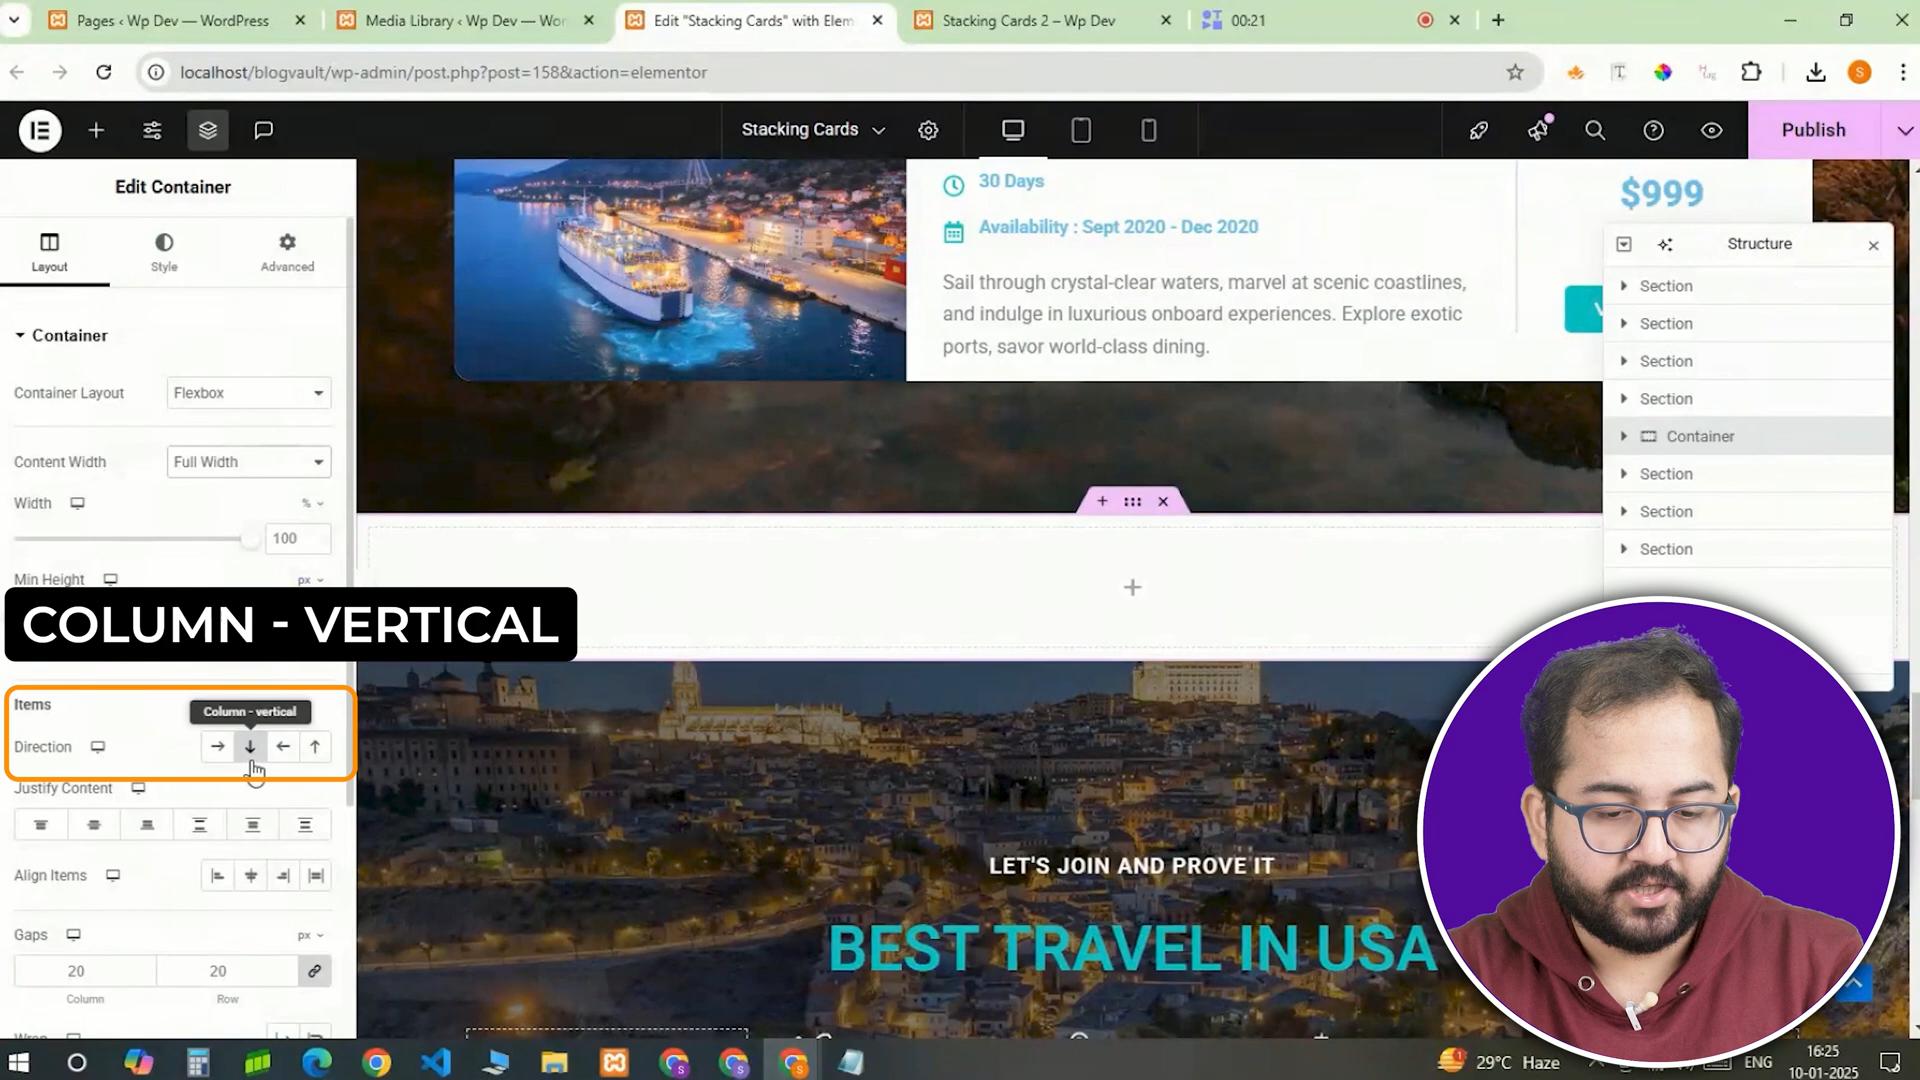 Pages ‹ Wp Dev — WordPress
Media Library ‹ Wp Dev — Wor
Edit "Stacking Cards" with Elem
Stacking Cards 2 – Wp Dev
00:21
localhost/blogvault/wp-admin/post.php?post=158&action=elementor
S
Stacking Cards
Publish
Edit Container
Layout
Style
Advanced
Container
Container Layout
Flexbox
Content Width
Full Width
Width
%
100
Min Height
px
COLUMN - VERTICAL
Items
Column - vertical
Direction
Justify Content
Align Items
Gaps
px
20
20
Column
Row
30 Days
Availability : Sept 2020 - Dec 2020
Sail through crystal-clear waters, marvel at scenic coastlines,
and indulge in luxurious onboard experiences. Explore exotic
ports, savor world-class dining.
$999
Structure
Section
Section
Section
Section
Container
Section
Section
Section
LET'S JOIN AND PROVE IT
BEST TRAVEL IN USA
29°C Haze
ENG
16:25
10-01-2025